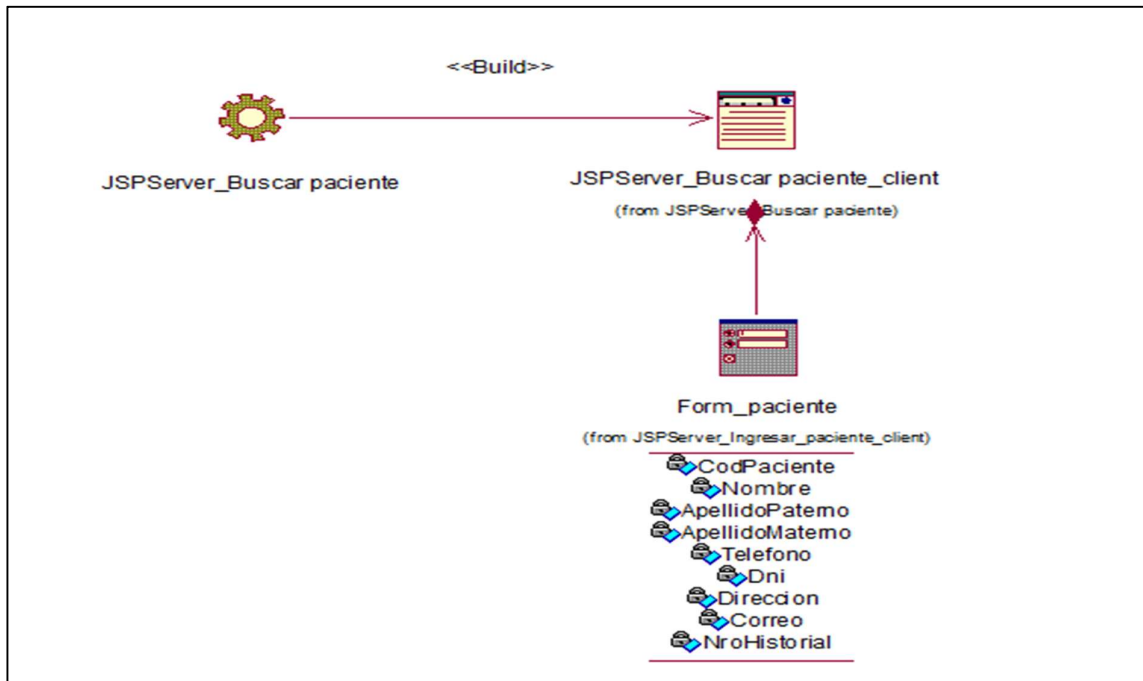 <<Build>>
JSPServer_Buscar paciente
JSPServer_Buscar paciente_client
(from JSPServer_Buscar paciente)
Form_paciente
(from JSPServer_Ingresar_paciente_client)
CodPaciente
Nombre
ApellidoPaterno
ApellidoMaterno
Telefono
Dni
Direccion
Correo
NroHistorial